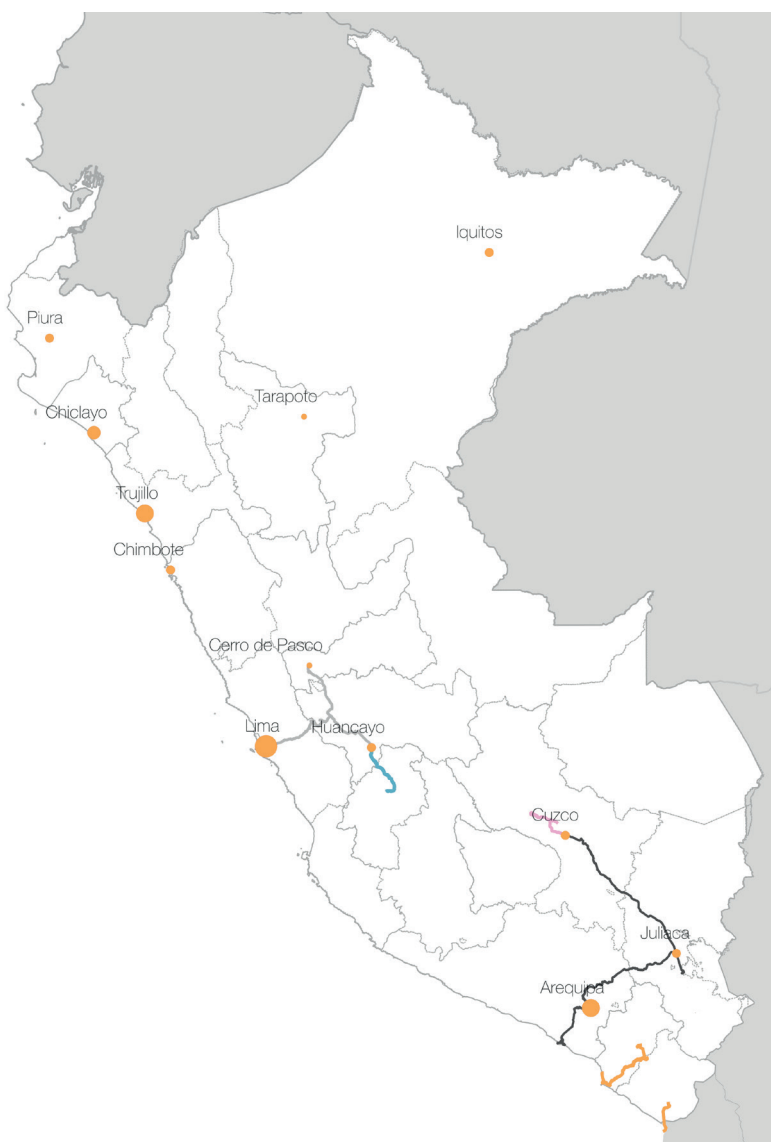 Iquitos
Piura
Tarapoto
Chiclayo
Trujillo
Chimbote
Cerro de Pasco
Lima
Huancayo
Cuzco
Juliaca
Arequipa